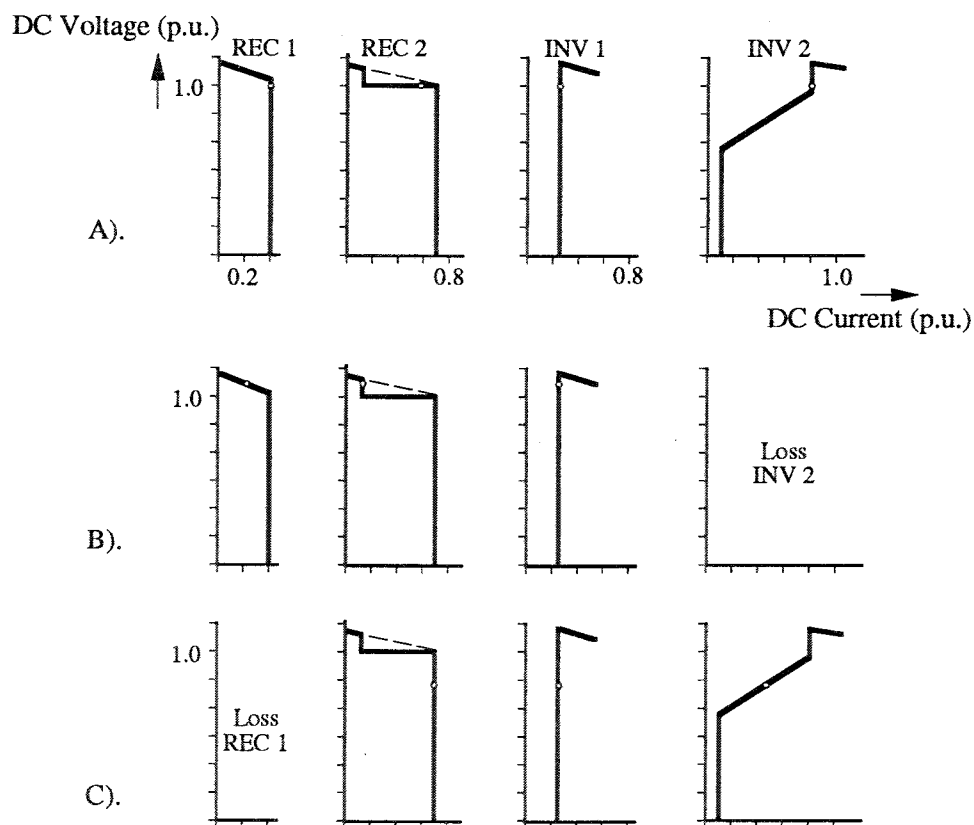 DC Voltage (p.u.)
REC 1
REC 2
INV 1
INV 2
1.0
A).
0.2
0.8
0.8
1.0
DC Current (p.u.)
1.0
Loss
INV 2
B).
1.0
Loss
REC 1
C).